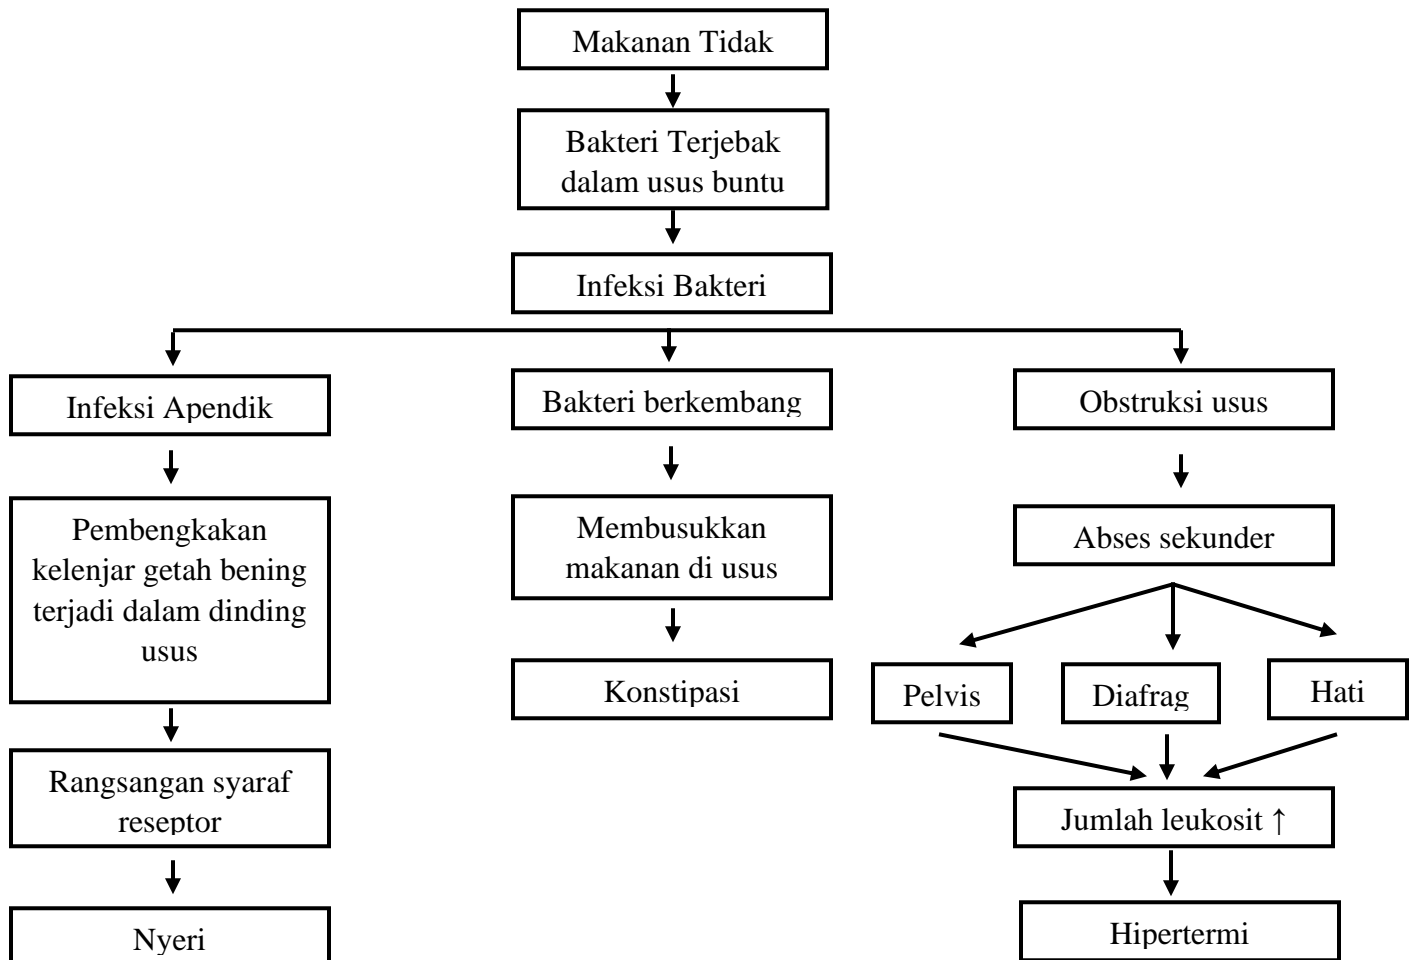 Makanan Tidak
Bakteri Terjebak
dalam usus buntu
Infeksi Bakteri
Infeksi Apendik
Bakteri berkembang
Obstruksi usus
Pembengkakan
kelenjar getah bening
terjadi dalam dinding
usus
Membusukkan
makanan di usus
Abses sekunder
Konstipasi
Pelvis
Diafrag
Hati
Rangsangan syaraf
reseptor
Jumlah leukosit ↑
Nyeri
Hipertermi